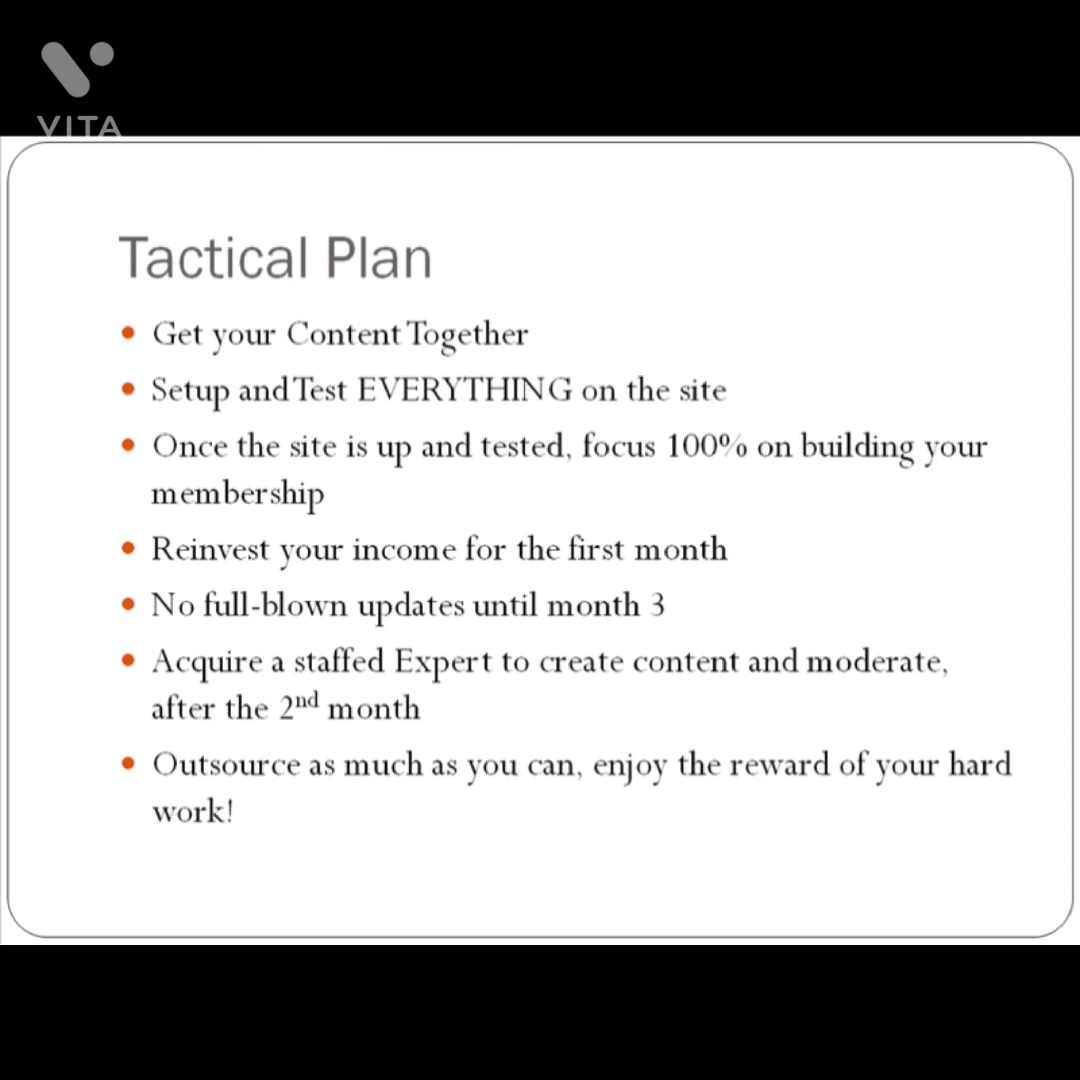 VITA
Tactical Plan
• Get your Content Together
• Setup and Test EVERYTHING on the site
• Once the site is up and tested, focus 100% on building your
membership
• Reinvest your income for the first month
• No full-blown updates until month 3
• Acquire a staffed Expert to create content and moderate,
after the 2nd month
• Outsource as much as you can, enjoy the reward of your hard
work!